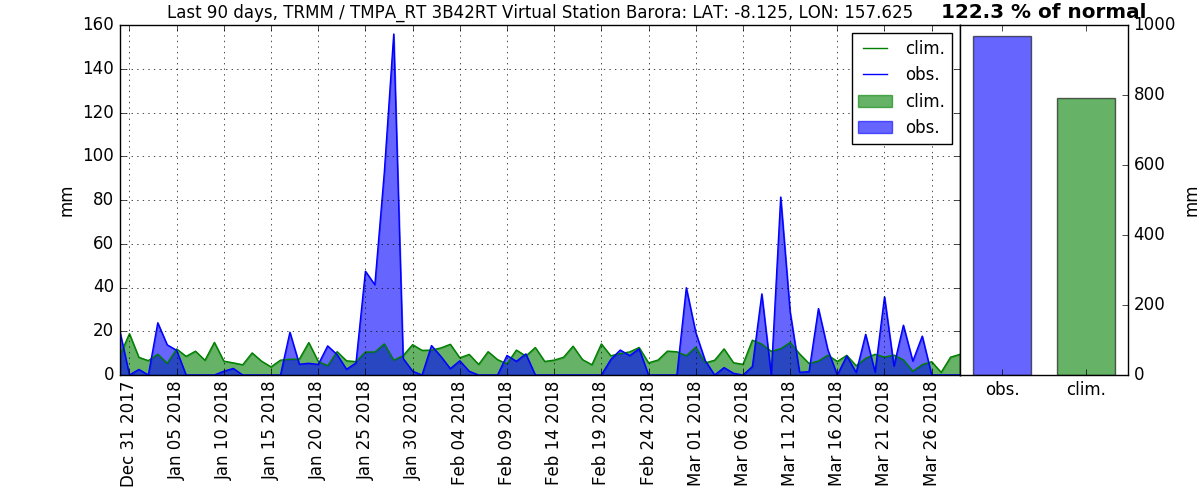 Last 90 days, TRMM / TMPA_RT 3B42RT Virtual Station Barora: LAT: -8.125, LON: 157.625
122.3 % of normal
160
140
120
100
80
60
40
20
0
mm
clim.
obs.
clim.
obs.
1000
800
600
400
200
0
mm
Dec 31 2017
Jan 05 2018
Jan 10 2018
Jan 15 2018
Jan 20 2018
Jan 25 2018
Jan 30 2018
Feb 04 2018
Feb 09 2018
Feb 14 2018
Feb 19 2018
Feb 24 2018
Mar 01 2018
Mar 06 2018
Mar 11 2018
Mar 16 2018
Mar 21 2018
Mar 26 2018
obs.
clim.